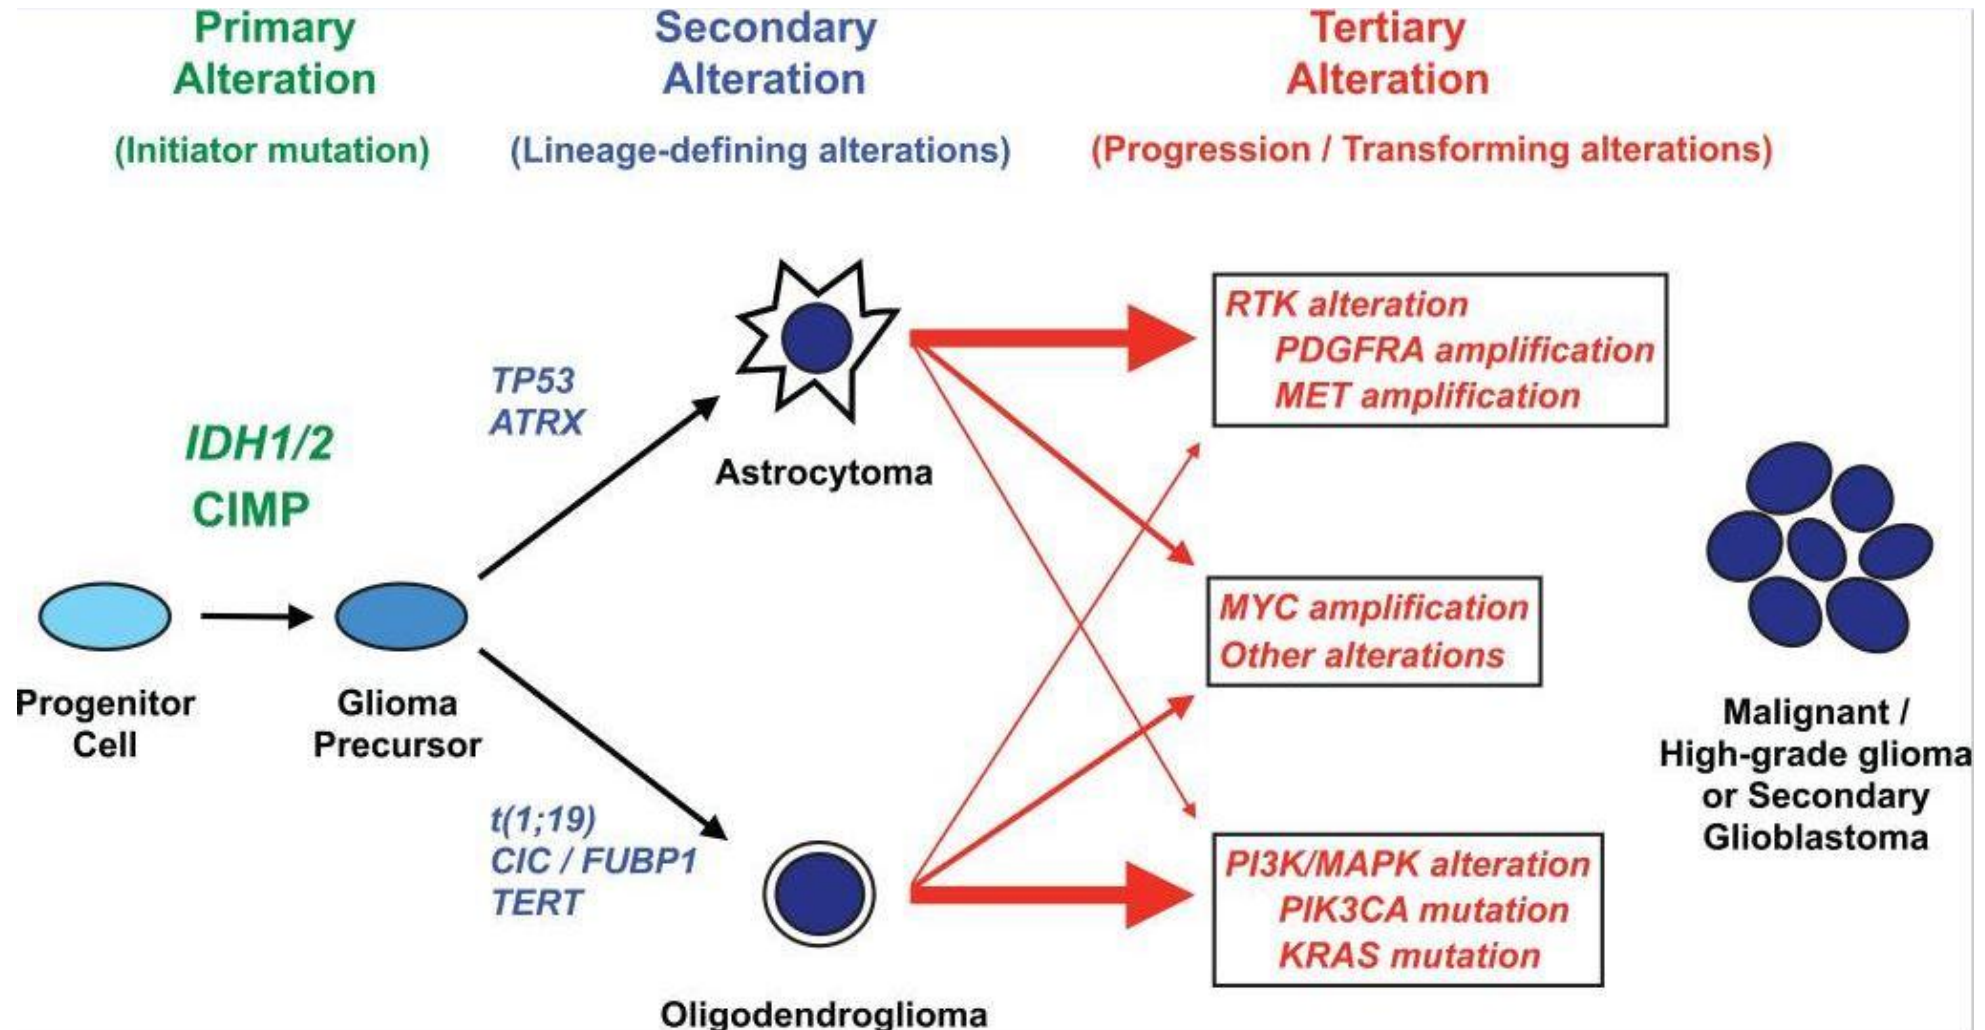 Primary
Alteration
(Initiator mutation)
Secondary
Alteration
(Lineage-defining alterations)
Tertiary
Alteration
(Progression / Transforming alterations)
IDH1/2
CIMP
Progenitor
Cell
Glioma
Precursor
TP53
ATRX
Astrocytoma
t(1;19)
CIC / FUBP1
TERT
Oligodendroglioma
RTK alteration
PDGFRA amplification
MET amplification
MYC amplification
Other alterations
PI3K/MAPK alteration
PIK3CA mutation
KRAS mutation
Malignant /
High-grade glioma
or Secondary
Glioblastoma